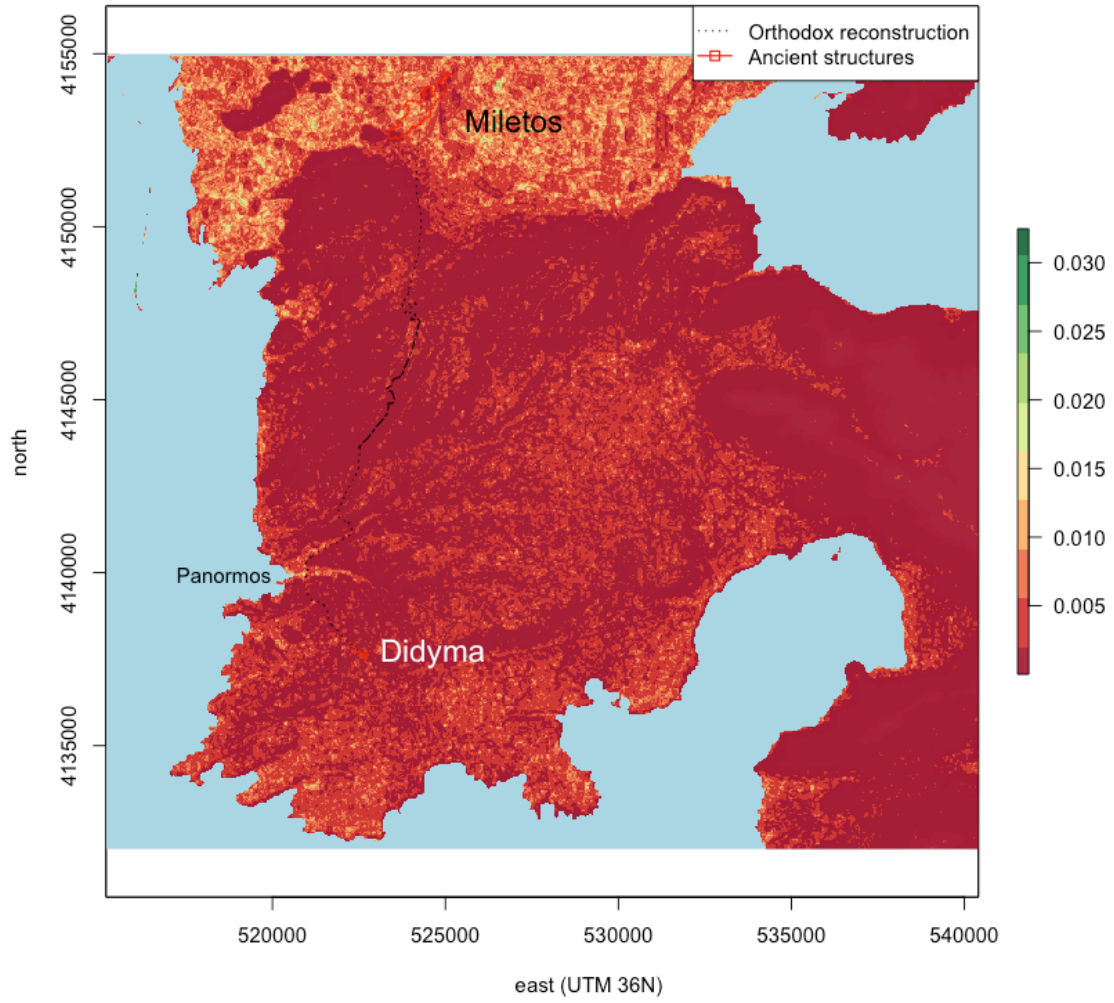 Orthodox reconstruction
Ancient structures
4155000
Miletos
4150000
0.030
0.025
4145000
0.020
north
0.015
0.010
4140000
Panormos
0.005
Didyma
4135000
520000
525000
530000
535000
540000
east (UTM 36N)